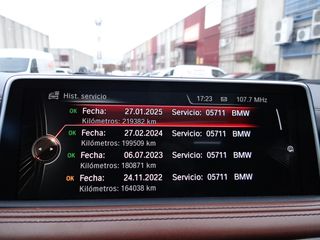 Hist. servicio 17:23 107.7 MHz
OK Fecha: 27.01.2025 Servicio: 05711 BMW
Kilómetros: 219382 km
OK Fecha: 27.02.2024 Servicio: 05711 BMW
Kilómetros: 199509 km
OK Fecha: 06.07.2023 Servicio: 05711 BMW
Kilómetros: 180871 km
OK Fecha: 24.11.2022 Servicio: 05711 BMW
Kilómetros: 164038 km